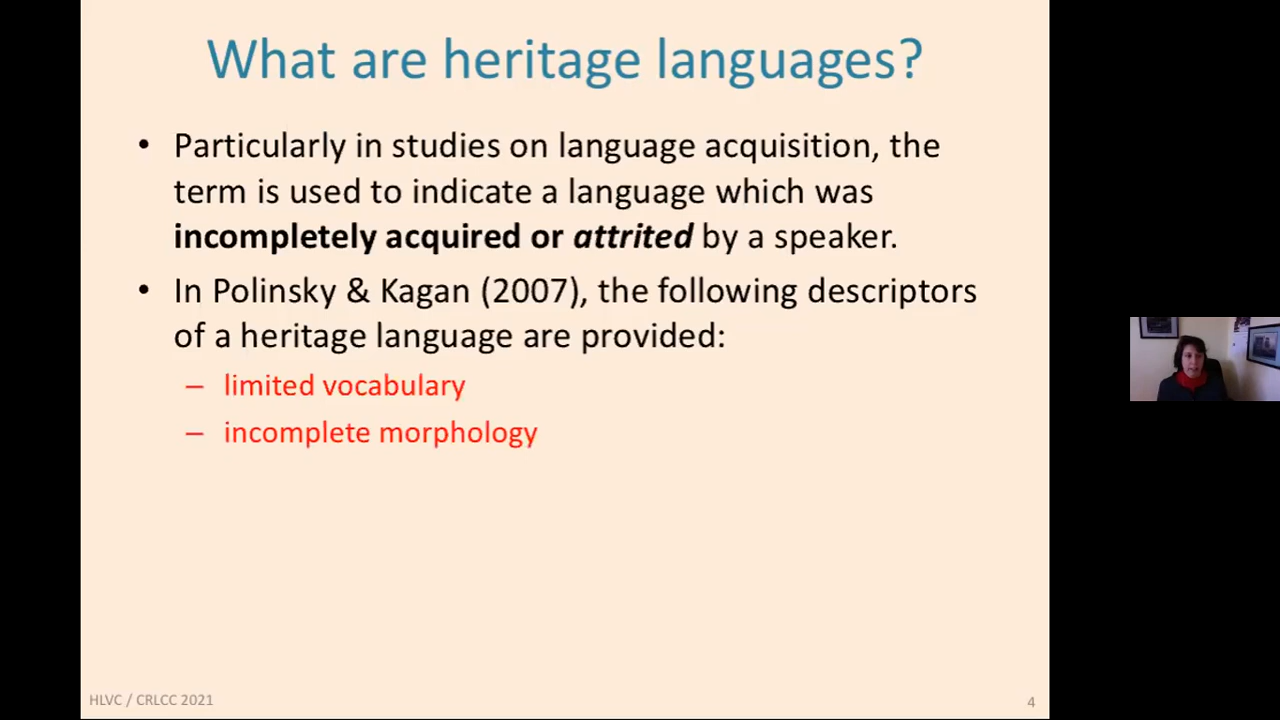 What are heritage languages?
• Particularly in studies on language acquisition, the
term is used to indicate a language which was
incompletely acquired or attrited by a speaker.
• In Polinsky & Kagan (2007), the following descriptors
of a heritage language are provided:
– limited vocabulary
– incomplete morphology
HLVC / CRLCC 2021
4